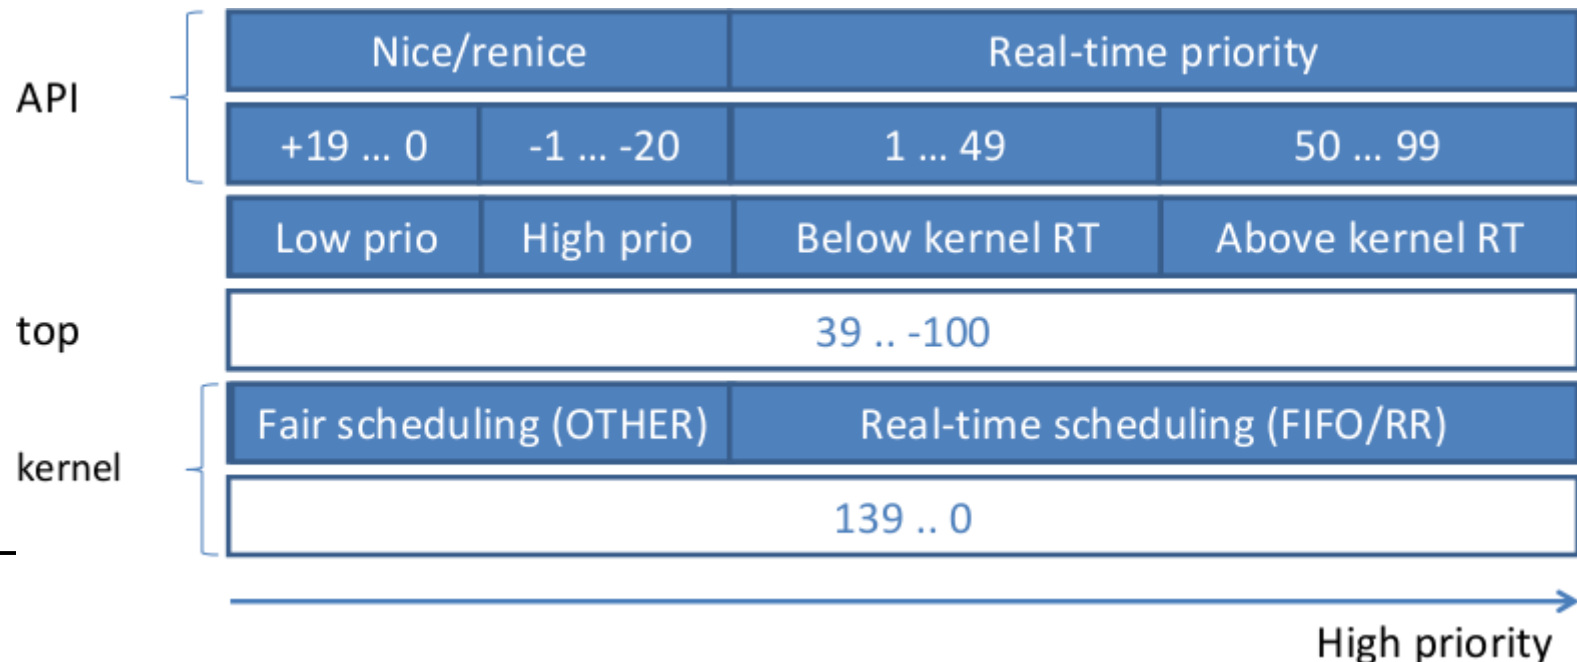 API
Nice/renice
Real-time priority
+19 ... 0
-1 ... -20
1 ... 49
50 ... 99
Low prio
High prio
Below kernel RT
Above kernel RT
top
39 .. -100
kernel
Fair scheduling (OTHER)
Real-time scheduling (FIFO/RR)
139 .. 0
High priority